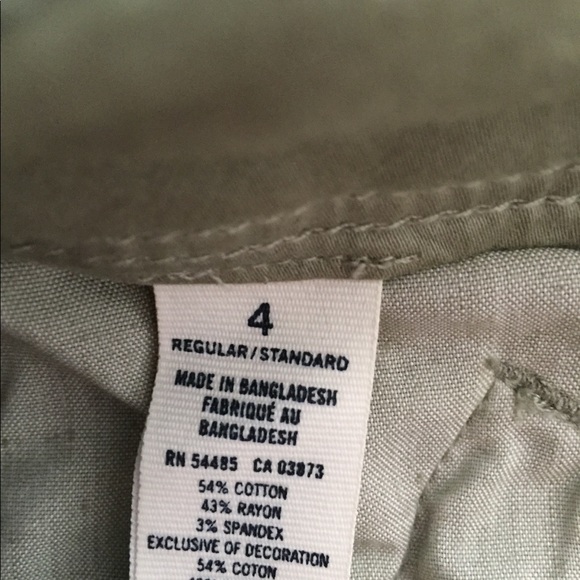 4
REGULAR/STANDARD
MADE IN BANGLADESH
FABRIQUÉ AU
BANGLADESH
RN 54485 CA 03873
54% COTTON
43% RAYON
3% SPANDEX
EXCLUSIVE OF DECORATION
54% COTON